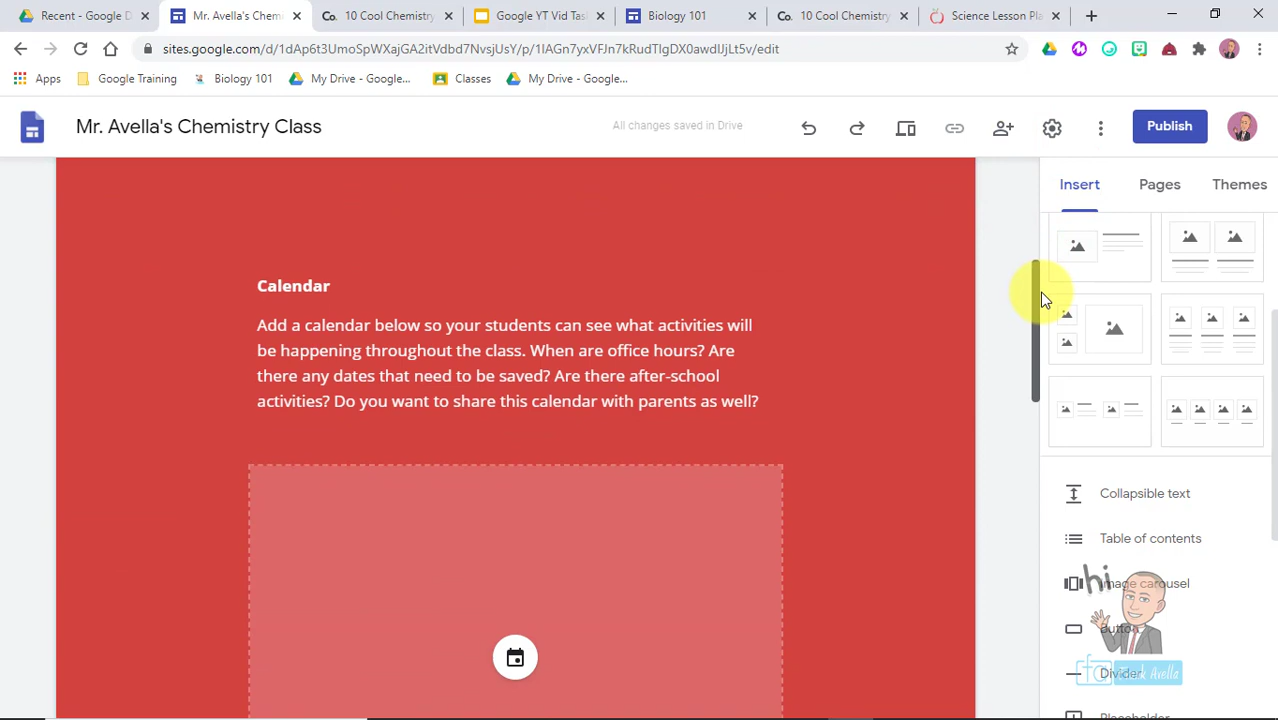 Recent - Google D
Mr. Avella's Chem
Co. 10 Cool Chemistry
Google YT Vid Tas
Biology 101
Co. 10 Cool Chemistry
Science Lesson Pla
sites.google.com/d/1dAp6t3UmoSpWXajGA2itVdbd7NvsjUsY/p/1IAGn7yxVFJn7kRudTIgDX0awdlJjLt5v/edit
Apps
Google Training
Biology 101
My Drive - Google...
Classes
My Drive - Google...
Mr. Avella's Chemistry Class
All changes saved in Drive
Publish
Insert
Pages
Themes
Calendar
Add a calendar below so your students can see what activities will
be happening throughout the class. When are office hours? Are
there any dates that need to be saved? Are there after-school
activities? Do you want to share this calendar with parents as well?
Collapsible text
Table of contents
hi
Image carousel
Button
Divider
Avella
Placeholder